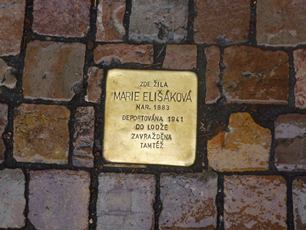 ZDE ŽILA
MARIE ELIŠÁKOVÁ
NAR. 1883
DEPORTOVÁNA 1941
DO LODŽE
ZAVRAŽDĚNA
TAMTÉŽ